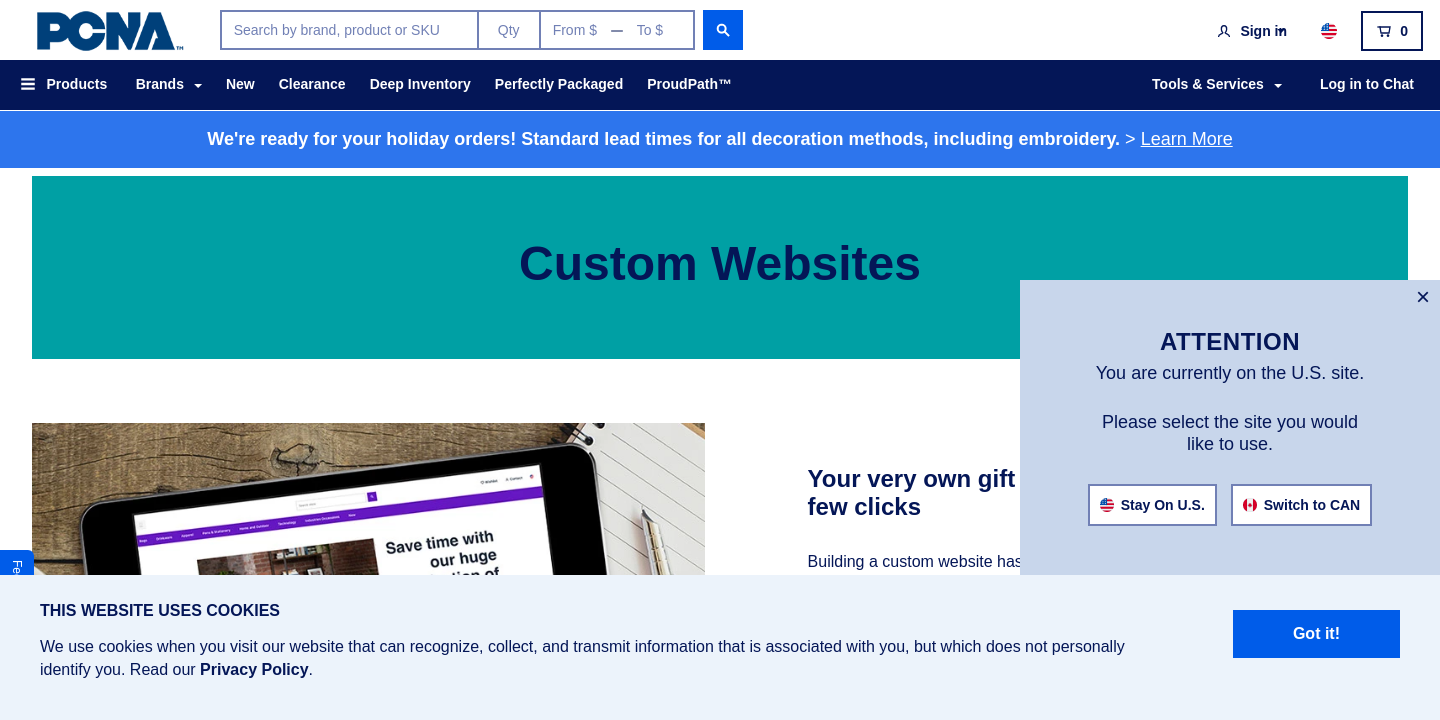 PCNA™
Search by brand, product or SKU
Qty
From $ — To $
Sign in
0
Products
Brands
New
Clearance
Deep Inventory
Perfectly Packaged
ProudPath™
Tools & Services
Log in to Chat
We're ready for your holiday orders! Standard lead times for all decoration methods, including embroidery. > Learn More
Custom Websites
×
ATTENTION
You are currently on the U.S. site.
Please select the site you would
like to use.
Stay On U.S.
Switch to CAN
Save time with
our huge
Your very own gift
few clicks
Building a custom website has
Fe
THIS WEBSITE USES COOKIES
We use cookies when you visit our website that can recognize, collect, and transmit information that is associated with you, but which does not personally
identify you. Read our Privacy Policy.
Got it!